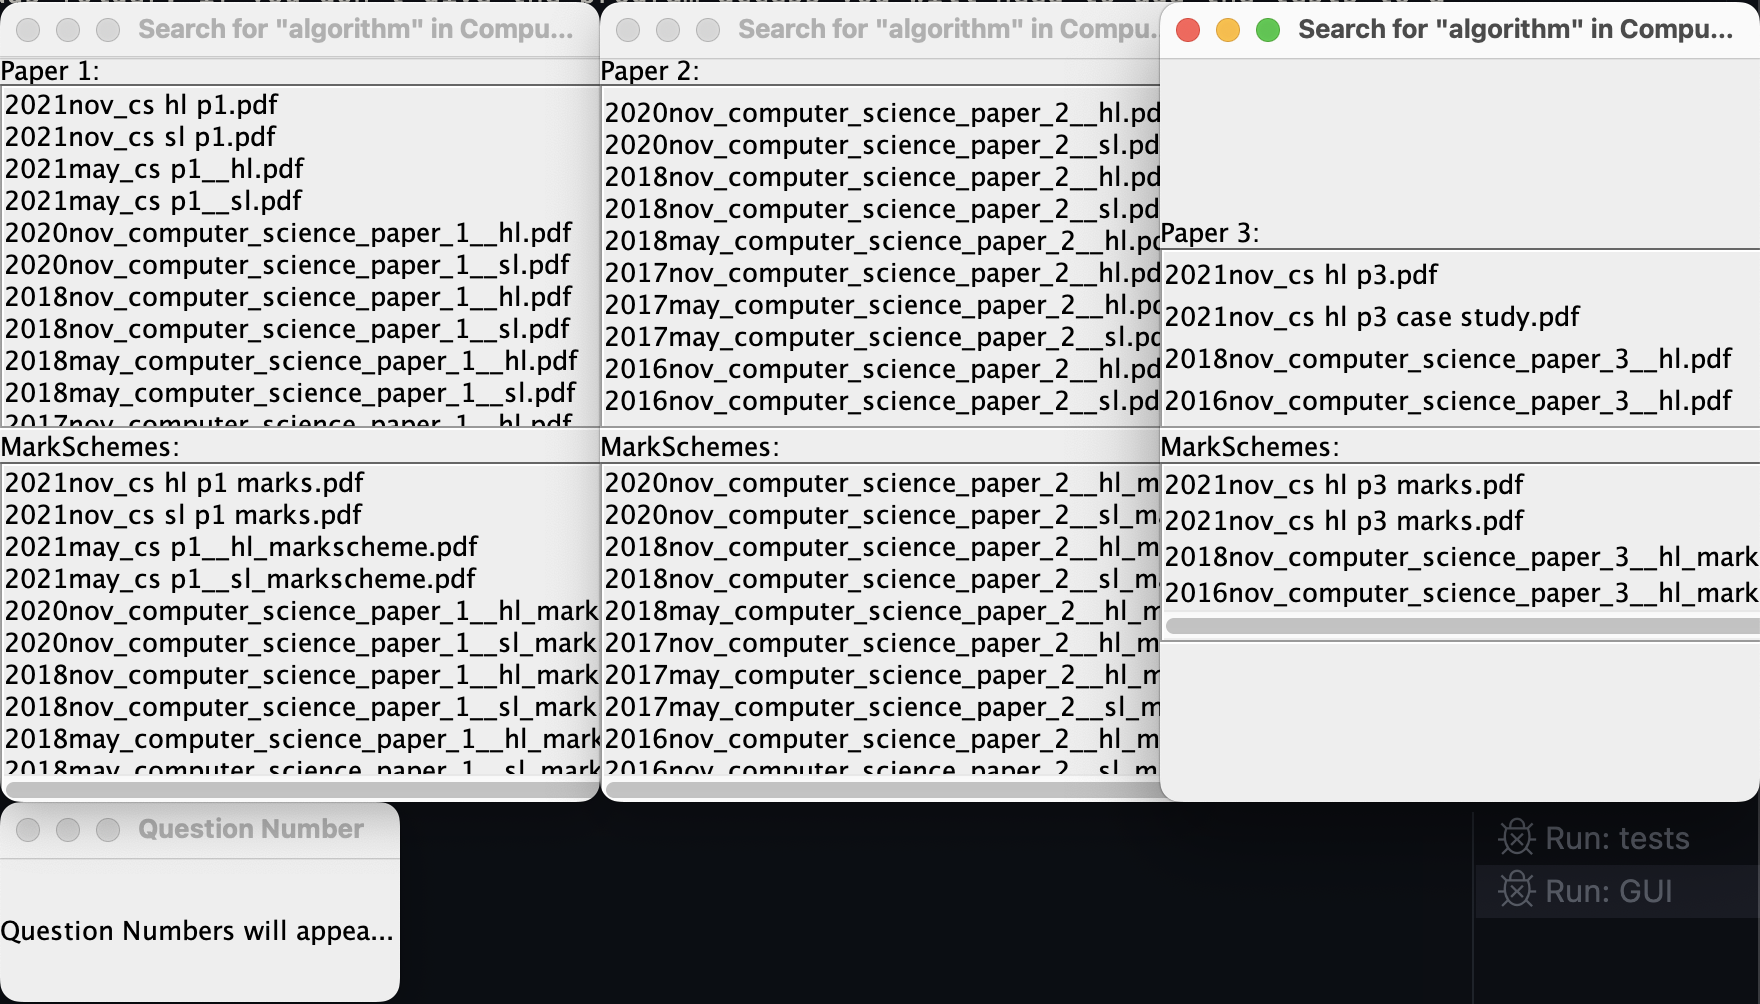 Search for "algorithm" in Compu...
Paper 1:
2021nov_cs hl p1.pdf
2021nov_cs sl p1.pdf
2021may_cs p1__hl.pdf
2021may_cs p1__sl.pdf
2020nov_computer_science_paper_1__hl.pdf
2020nov_computer_science_paper_1__sl.pdf
2018nov_computer_science_paper_1__hl.pdf
2018nov_computer_science_paper_1__sl.pdf
2018may_computer_science_paper_1__hl.pdf
2018may_computer_science_paper_1__sl.pdf
2017nov_computer_science_paper_1__hl.pdf
MarkSchemes:
2021nov_cs hl p1 marks.pdf
2021nov_cs sl p1 marks.pdf
2021may_cs p1__hl_markscheme.pdf
2021may_cs p1__sl_markscheme.pdf
2020nov_computer_science_paper_1__hl_mark
2020nov_computer_science_paper_1__sl_mark
2018nov_computer_science_paper_1__hl_mark
2018nov_computer_science_paper_1__sl_mark
2018may_computer_science_paper_1__hl_mark
2018may_computer_science_paper_1__sl_mark
Search for "algorithm" in Compu.
Paper 2:
2020nov_computer_science_paper_2__hl.pd
2020nov_computer_science_paper_2__sl.pd
2018nov_computer_science_paper_2__hl.pd
2018nov_computer_science_paper_2__sl.pd
2018may_computer_science_paper_2__hl.pd
2017nov_computer_science_paper_2__hl.pd
2017may_computer_science_paper_2__hl.pd
2017may_computer_science_paper_2__sl.pd
2016nov_computer_science_paper_2__hl.pd
2016nov_computer_science_paper_2__sl.pd
MarkSchemes:
2020nov_computer_science_paper_2__hl_m
2020nov_computer_science_paper_2__sl_m
2018nov_computer_science_paper_2__hl_m
2018nov_computer_science_paper_2__sl_m
2018may_computer_science_paper_2__hl_m
2017nov_computer_science_paper_2__hl_m
2017may_computer_science_paper_2__hl_m
2017may_computer_science_paper_2__sl_m
2016nov_computer_science_paper_2__hl_m
2016nov_computer_science_paper_2__sl_m
Search for "algorithm" in Compu...
Paper 3:
2021nov_cs hl p3.pdf
2021nov_cs hl p3 case study.pdf
2018nov_computer_science_paper_3__hl.pdf
2016nov_computer_science_paper_3__hl.pdf
MarkSchemes:
2021nov_cs hl p3 marks.pdf
2021nov_cs hl p3 marks.pdf
2018nov_computer_science_paper_3__hl_mark
2016nov_computer_science_paper_3__hl_mark
Question Number
Question Numbers will appea...
Run: tests
Run: GUI